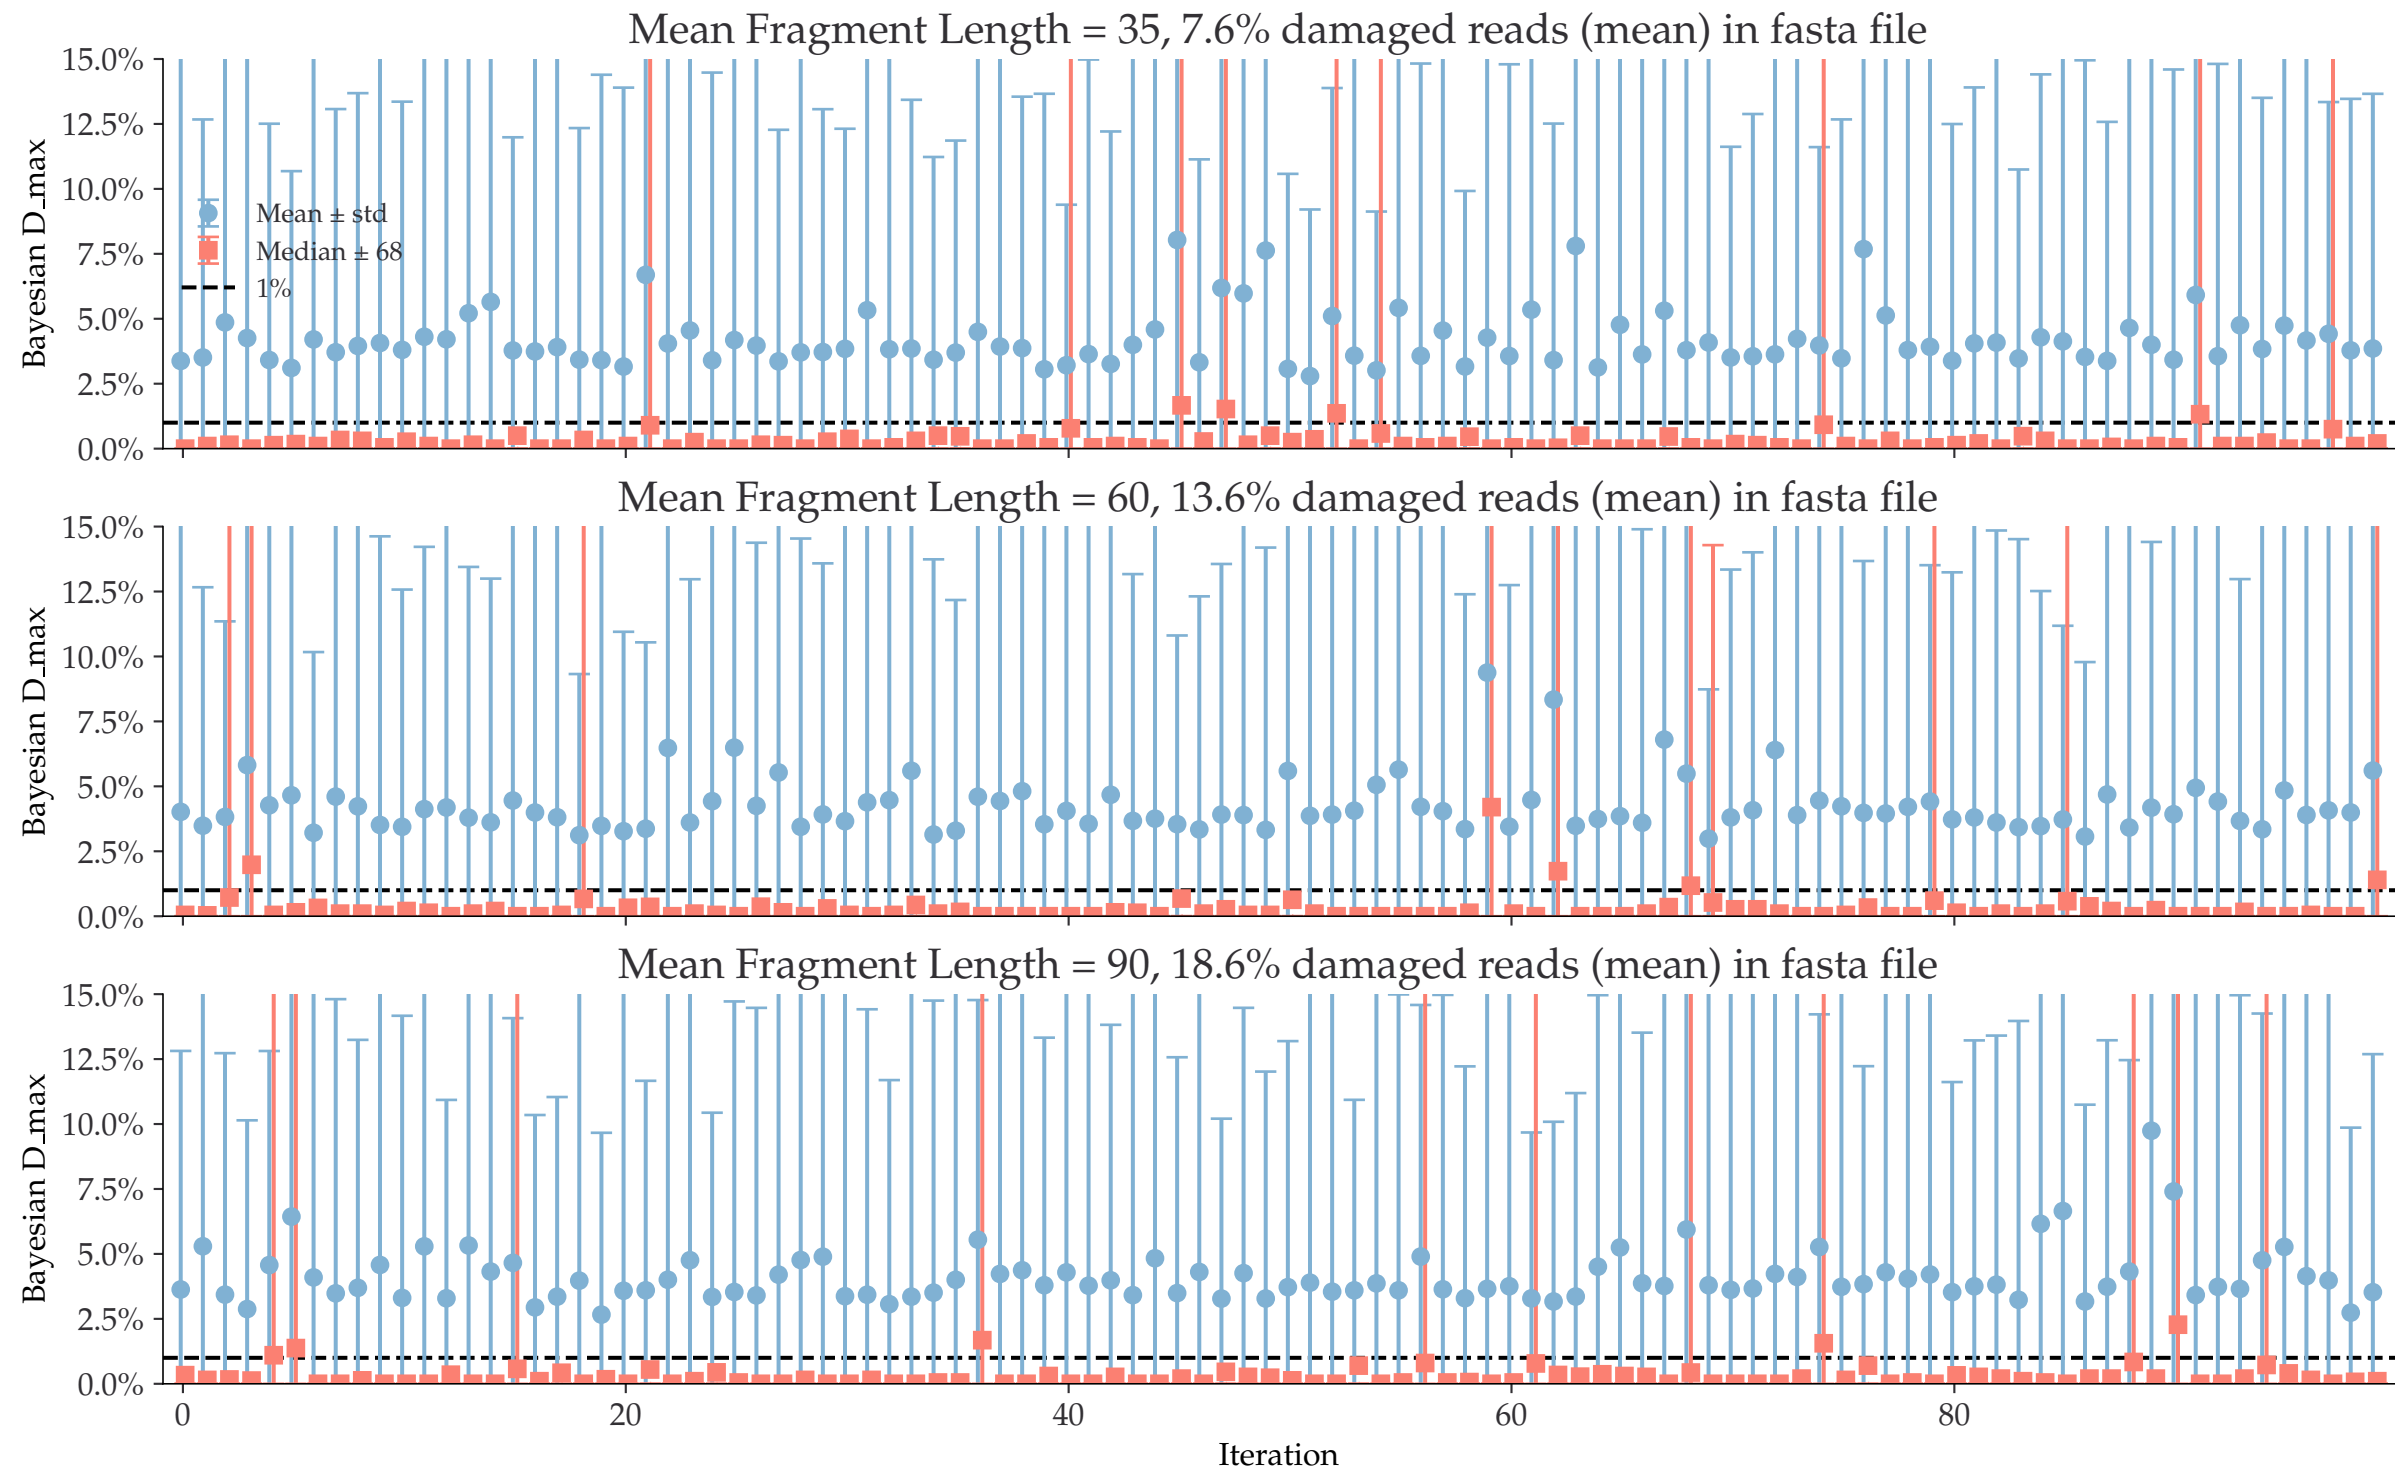 Mean Fragment Length = 35, 7.6% damaged reads (mean) in fasta file
15.0%
12.5%
10.0%
7.5%
5.0%
2.5%
0.0%
Bayesian D_max
Mean ± std
Median ± 68
1%
Mean Fragment Length = 60, 13.6% damaged reads (mean) in fasta file
15.0%
12.5%
10.0%
7.5%
5.0%
2.5%
0.0%
Bayesian D_max
Mean Fragment Length = 90, 18.6% damaged reads (mean) in fasta file
15.0%
12.5%
10.0%
7.5%
5.0%
2.5%
0.0%
Bayesian D_max
0 20 40 60 80
Iteration